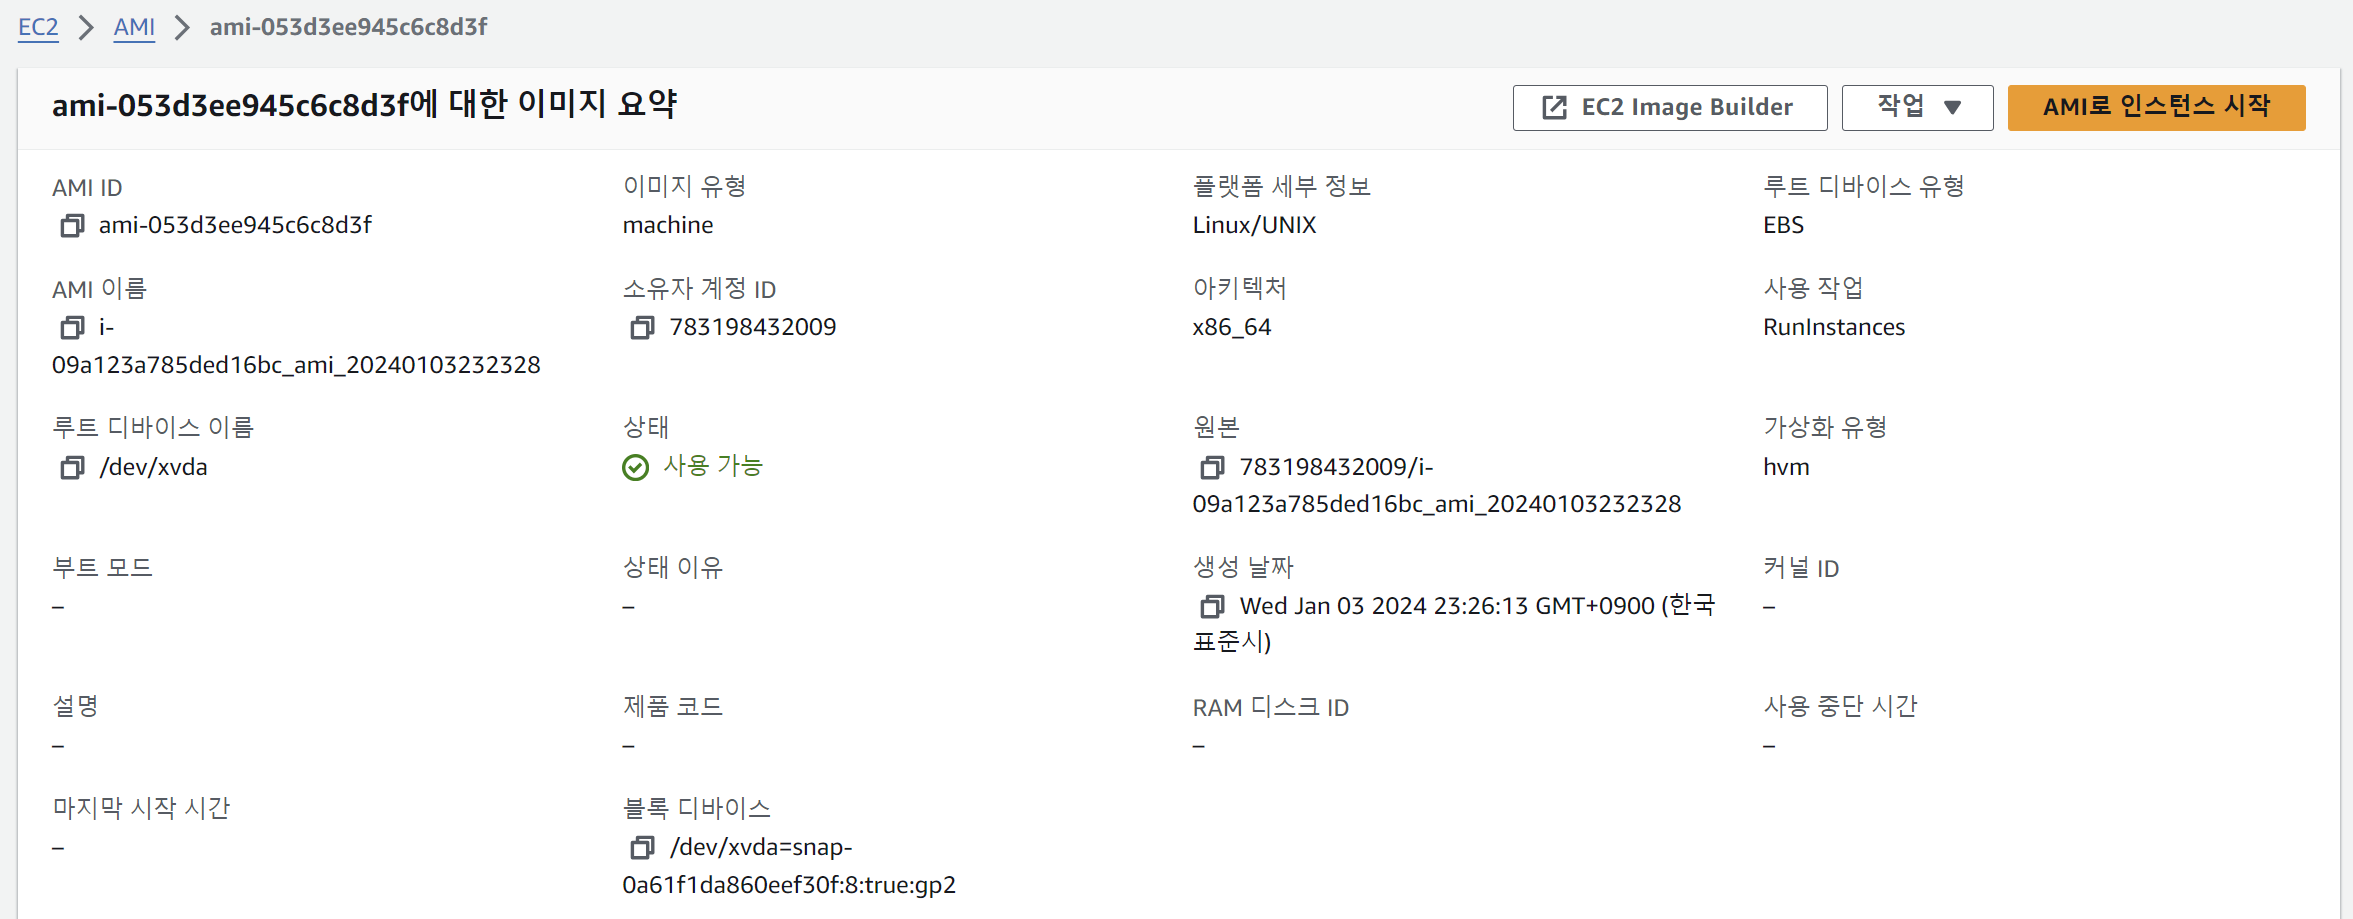 EC2 > AMI > ami-053d3ee945c6c8d3f
ami-053d3ee945c6c8d3f에 대한 이미지 요약
EC2 Image Builder
작업 ▼
AMI로 인스턴스 시작
AMI ID
ami-053d3ee945c6c8d3f
이미지 유형
machine
플랫폼 세부 정보
Linux/UNIX
루트 디바이스 유형
EBS
AMI 이름
i-
09a123a785ded16bc_ami_20240103232328
소유자 계정 ID
783198432009
아키텍처
x86_64
사용 작업
RunInstances
루트 디바이스 이름
/dev/xvda
상태
사용 가능
원본
783198432009/i-
09a123a785ded16bc_ami_20240103232328
가상화 유형
hvm
부트 모드
–
상태 이유
–
생성 날짜
Wed Jan 03 2024 23:26:13 GMT+0900 (한국
표준시)
커널 ID
–
설명
–
제품 코드
–
RAM 디스크 ID
–
사용 중단 시간
–
마지막 시작 시간
–
블록 디바이스
/dev/xvda=snap-
0a61f1da860eef30f:8:true:gp2